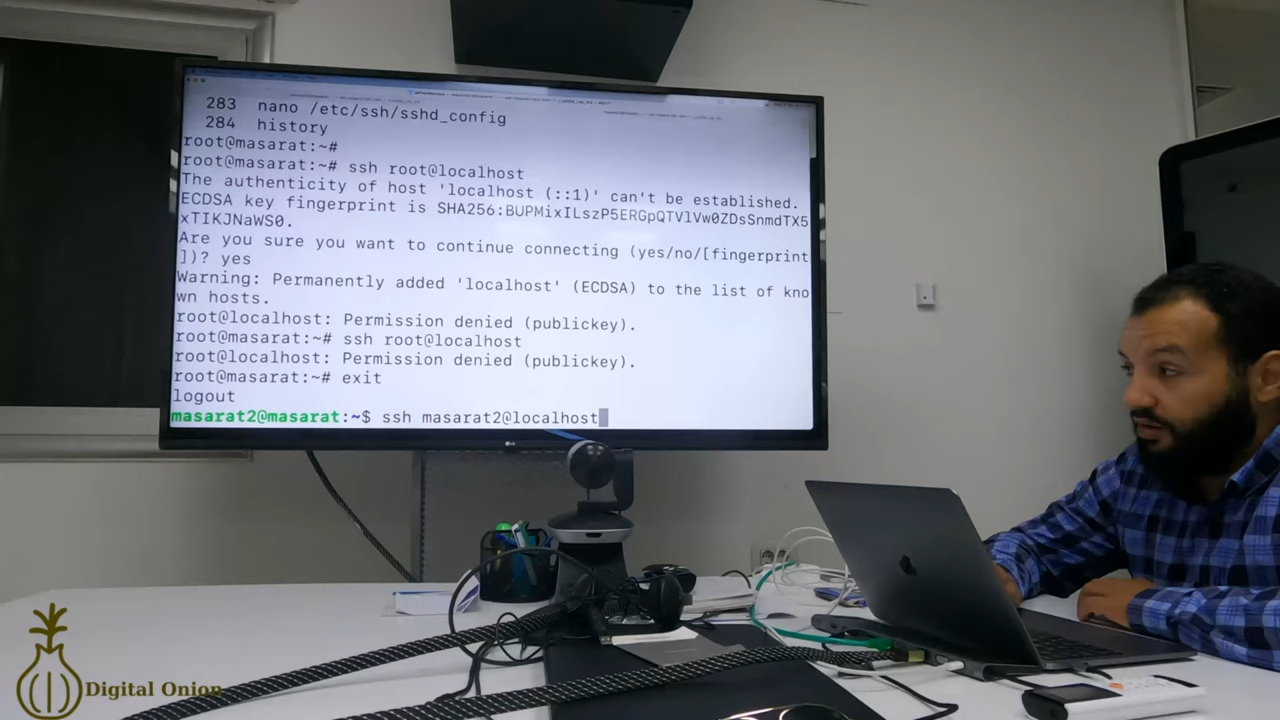 283 nano /etc/ssh/sshd_config
284 history
root@masarat:~#
root@masarat:~# ssh root@localhost
The authenticity of host 'localhost (::1)' can't be established.
ECDSA key fingerprint is SHA256:BUPMixILszP5ERGpQTVlVw0ZDsSnmdTX5
xTIKJNaWS0.
Are you sure you want to continue connecting (yes/no/[fingerprint
])? yes
Warning: Permanently added 'localhost' (ECDSA) to the list of kno
wn hosts.
root@localhost: Permission denied (publickey).
root@masarat:~# ssh root@localhost
root@localhost: Permission denied (publickey).
root@masarat:~# exit
logout
masarat2@masarat:~$ ssh masarat2@localhost
LG
Digital Onion